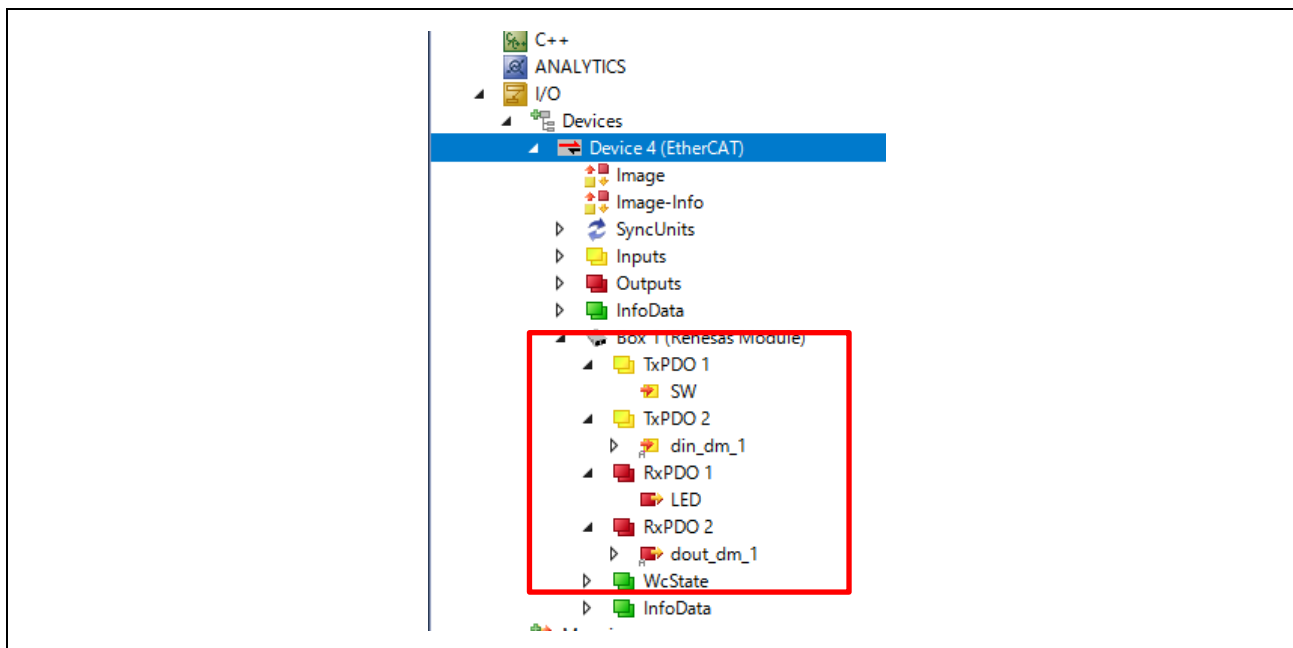 C++
ANALYTICS
I/O
Devices
Device 4 (EtherCAT)
Image
Image-Info
SyncUnits
Inputs
Outputs
InfoData
Box 1 (Renesas Module)
TxPDO 1
SW
TxPDO 2
din_dm_1
RxPDO 1
LED
RxPDO 2
dout_dm_1
WcState
InfoData